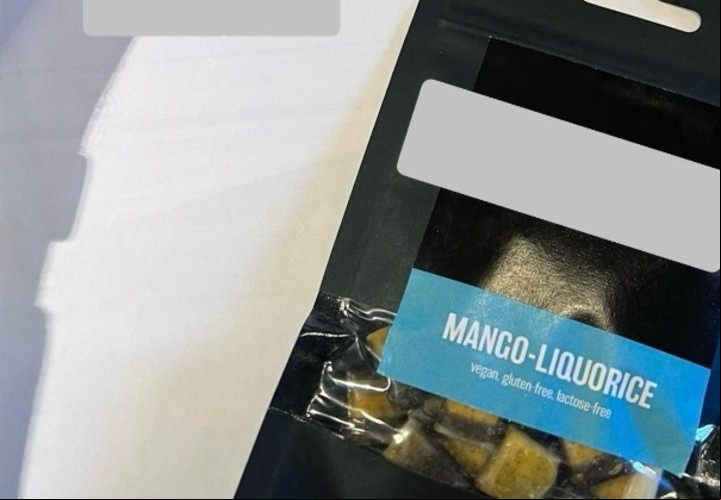 MANGO-LIQUORICE
vegan, gluten-free, lactose-free